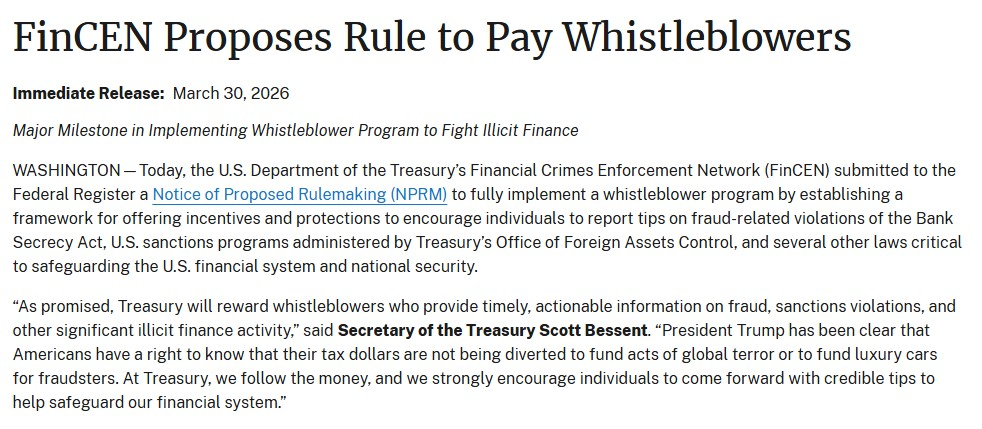 FinCEN Proposes Rule to Pay Whistleblowers
Immediate Release: March 30, 2026
Major Milestone in Implementing Whistleblower Program to Fight Illicit Finance
WASHINGTON — Today, the U.S. Department of the Treasury’s Financial Crimes Enforcement Network (FinCEN) submitted to the
Federal Register a Notice of Proposed Rulemaking (NPRM) to fully implement a whistleblower program by establishing a
framework for offering incentives and protections to encourage individuals to report tips on fraud-related violations of the Bank
Secrecy Act, U.S. sanctions programs administered by Treasury’s Office of Foreign Assets Control, and several other laws critical
to safeguarding the U.S. financial system and national security.
“As promised, Treasury will reward whistleblowers who provide timely, actionable information on fraud, sanctions violations, and
other significant illicit finance activity,” said Secretary of the Treasury Scott Bessent. “President Trump has been clear that
Americans have a right to know that their tax dollars are not being diverted to fund acts of global terror or to fund luxury cars
for fraudsters. At Treasury, we follow the money, and we strongly encourage individuals to come forward with credible tips to
help safeguard our financial system.”